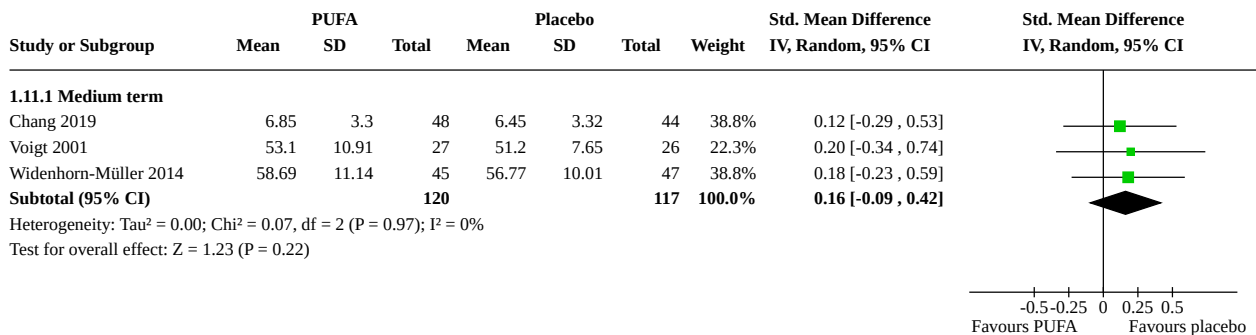 PUFA Placebo Std. Mean Difference Std. Mean Difference
Study or Subgroup Mean SD Total Mean SD Total Weight IV, Random, 95% CI IV, Random, 95% CI
1.11.1 Medium term
Chang 2019 6.85 3.3 48 6.45 3.32 44 38.8% 0.12 [-0.29 , 0.53]
Voigt 2001 53.1 10.91 27 51.2 7.65 26 22.3% 0.20 [-0.34 , 0.74]
Widenhorn-Müller 2014 58.69 11.14 45 56.77 10.01 47 38.8% 0.18 [-0.23 , 0.59]
Subtotal (95% CI) 120 117 100.0% 0.16 [-0.09 , 0.42]
Heterogeneity: Tau² = 0.00; Chi² = 0.07, df = 2 (P = 0.97); I² = 0%
Test for overall effect: Z = 1.23 (P = 0.22)
-0.5 -0.25 0 0.25 0.5
Favours PUFA Favours placebo